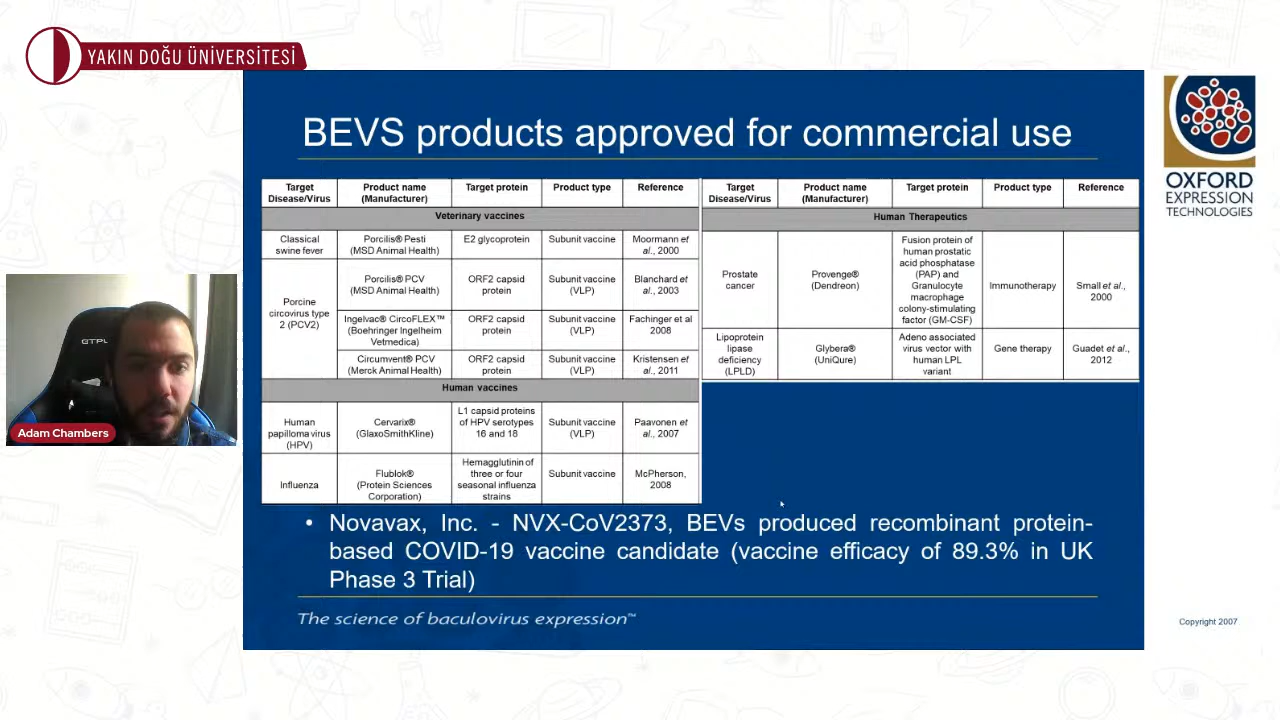 YAKIN DOĞU ÜNİVERSİTESİ
BEVS products approved for commercial use
OXFORD
EXPRESSION
TECHNOLOGIES
Target Disease/Virus Product name (Manufacturer) Target protein Product type Reference
Veterinary vaccines
Classical swine fever Porcilis® Pesti (MSD Animal Health) E2 glycoprotein Subunit vaccine Moormann et al., 2000
Porcine circovirus type 2 (PCV2) Porcilis® PCV (MSD Animal Health) ORF2 capsid protein Subunit vaccine (VLP) Blanchard et al., 2003
Ingelvac® CircoFLEX™ (Boehringer Ingelheim Vetmedica) ORF2 capsid protein Subunit vaccine (VLP) Fachinger et al 2008
Circumvent® PCV (Merck Animal Health) ORF2 capsid protein Subunit vaccine (VLP) Kristensen et al., 2011
Human vaccines
Human papilloma virus (HPV) Cervarix® (GlaxoSmithKline) L1 capsid proteins of HPV serotypes 16 and 18 Subunit vaccine (VLP) Paavonen et al., 2007
Influenza Flublok® (Protein Sciences Corporation) Hemagglutinin of three or four seasonal influenza strains Subunit vaccine McPherson, 2008
Target Disease/Virus Product name (Manufacturer) Target protein Product type Reference
Human Therapeutics
Prostate cancer Provenge® (Dendreon) Fusion protein of human prostatic acid phosphatase (PAP) and Granulocyte macrophage colony-stimulating factor (GM-CSF) Immunotherapy Small et al., 2000
Lipoprotein lipase deficiency (LPLD) Glybera® (UniQure) Adeno associated virus vector with human LPL variant Gene therapy Guadet et al., 2012
GTPL
Adam Chambers
• Novavax, Inc. - NVX-CoV2373, BEVs produced recombinant protein-
based COVID-19 vaccine candidate (vaccine efficacy of 89.3% in UK
Phase 3 Trial)
The science of baculovirus expression™
Copyright 2007